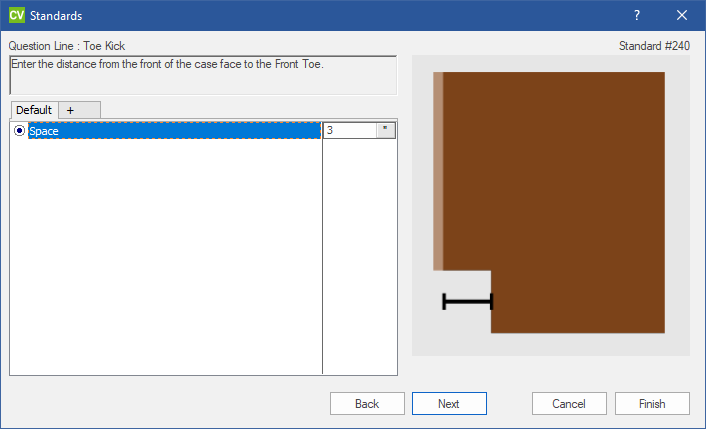 CV Standards ?
Question Line : Toe Kick Standard #240
Enter the distance from the front of the case face to the Front Toe.
Default +
Space 3 "
Back Next Cancel Finish